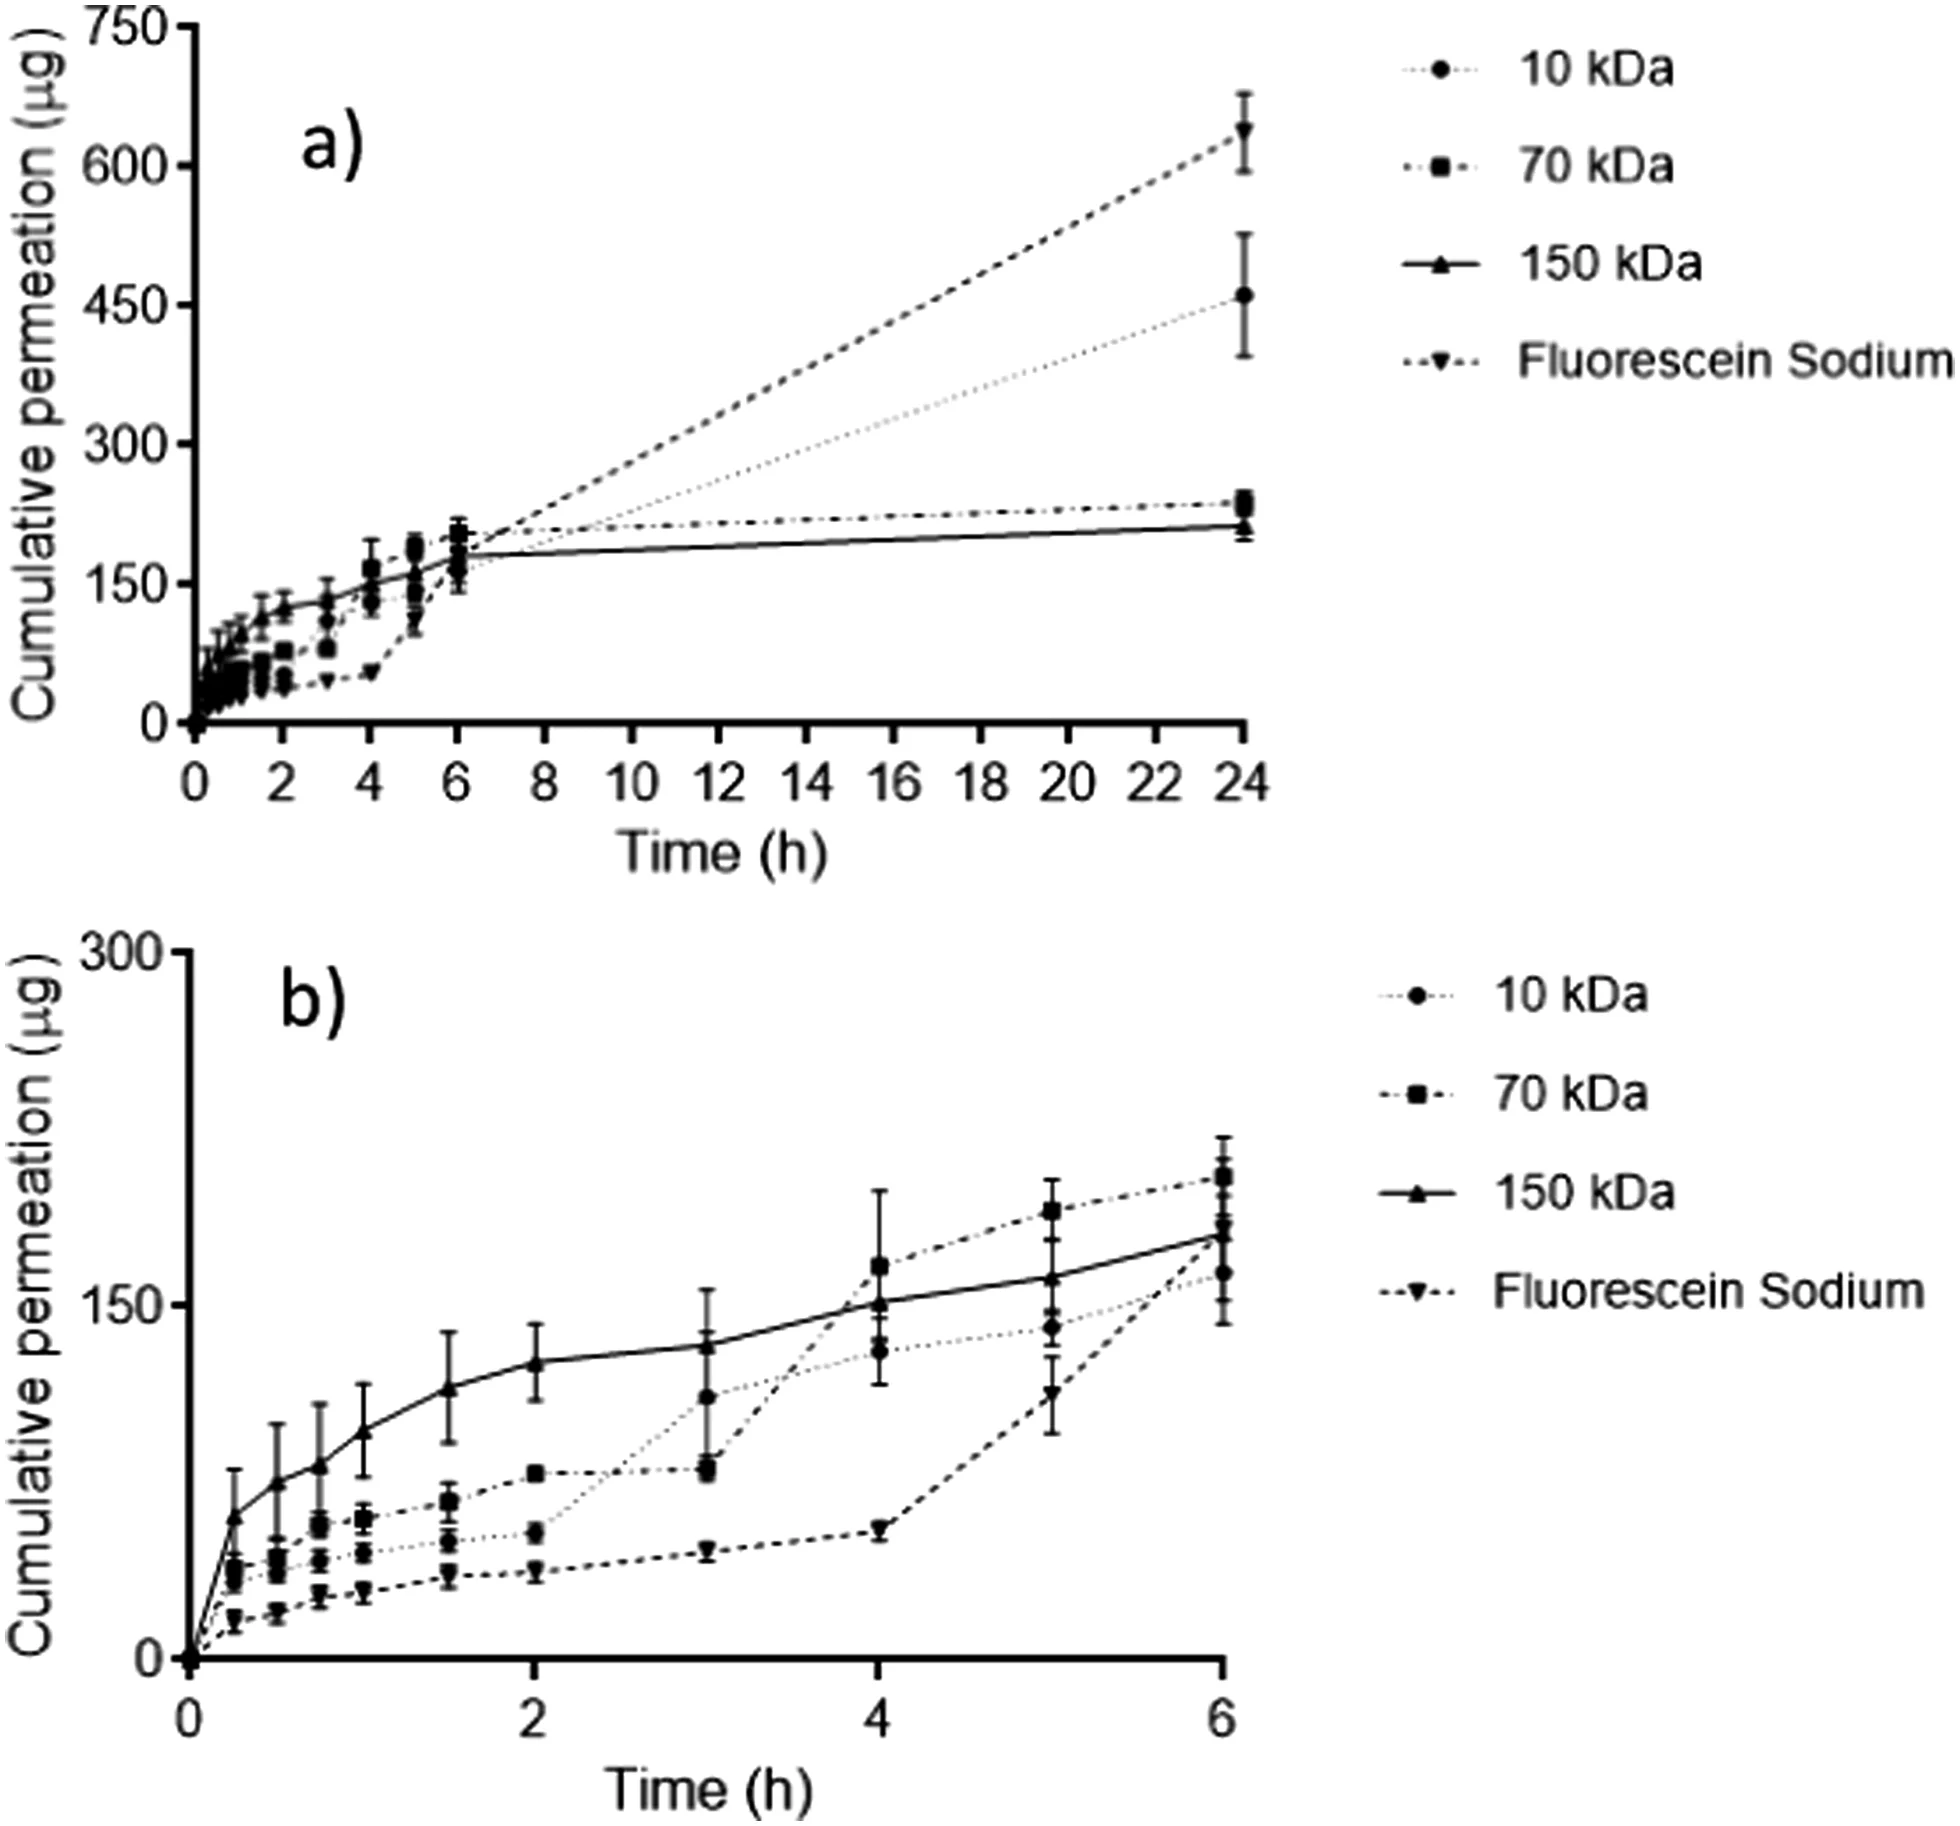 a)
Cumulative permeation (µg)
750
600
450
300
150
0
0 2 4 6 8 10 12 14 16 18 20 22 24
Time (h)
10 kDa
70 kDa
150 kDa
Fluorescein Sodium
b)
Cumulative permeation (µg)
300
150
0
0 2 4 6
Time (h)
10 kDa
70 kDa
150 kDa
Fluorescein Sodium